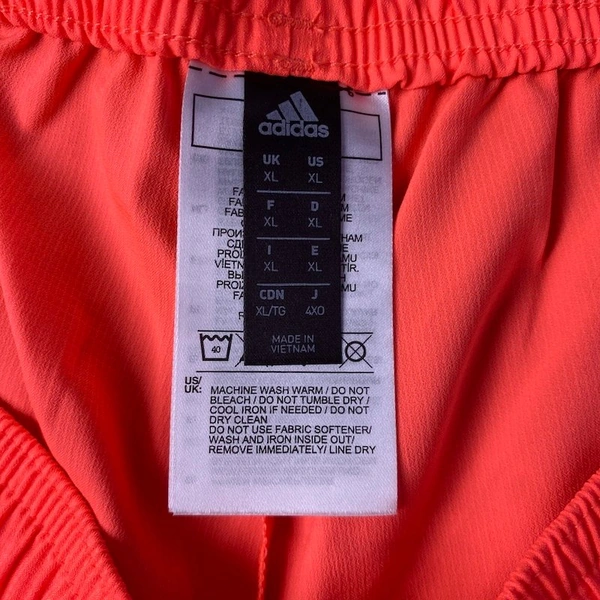 adidas
UK US
XL XL
F D
XL XL
I E
XL XL
CDN J
XL/TG 4XO
MADE IN
VIETNAM
40
US/
UK:
MACHINE WASH WARM / DO NOT
BLEACH / DO NOT TUMBLE DRY /
COOL IRON IF NEEDED / DO NOT
DRY CLEAN
DO NOT USE FABRIC SOFTENER/
WASH AND IRON INSIDE OUT/
REMOVE IMMEDIATELY/ LINE DRY